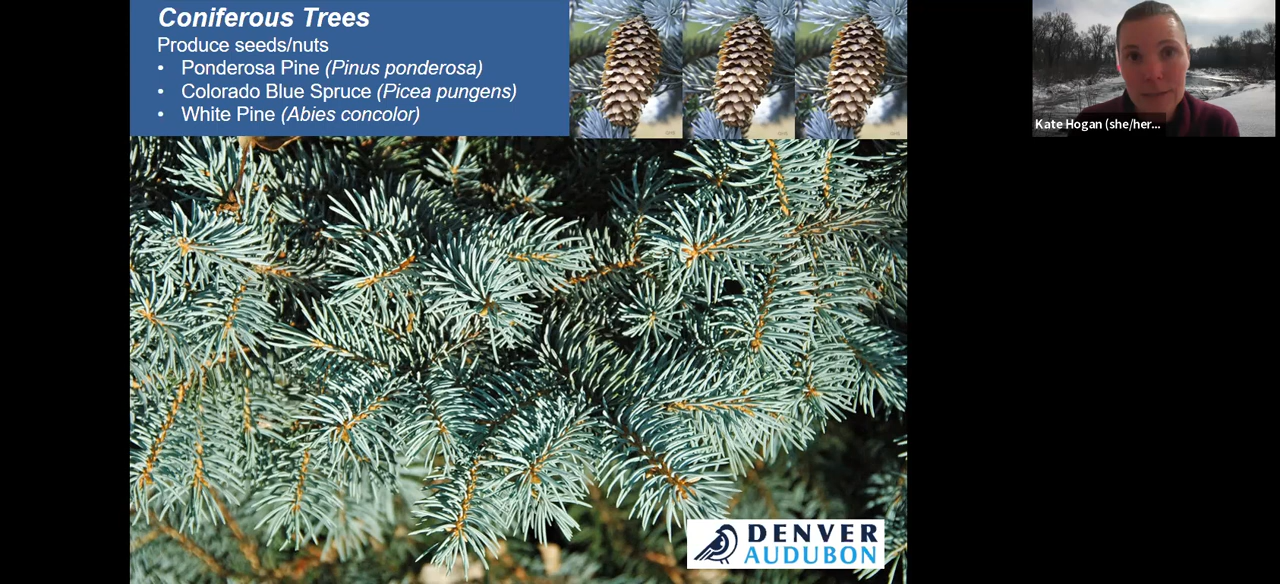 Coniferous Trees
Produce seeds/nuts
• Ponderosa Pine (Pinus ponderosa)
• Colorado Blue Spruce (Picea pungens)
• White Pine (Abies concolor)
Kate Hogan (she/her...
DENVER
AUDUBON